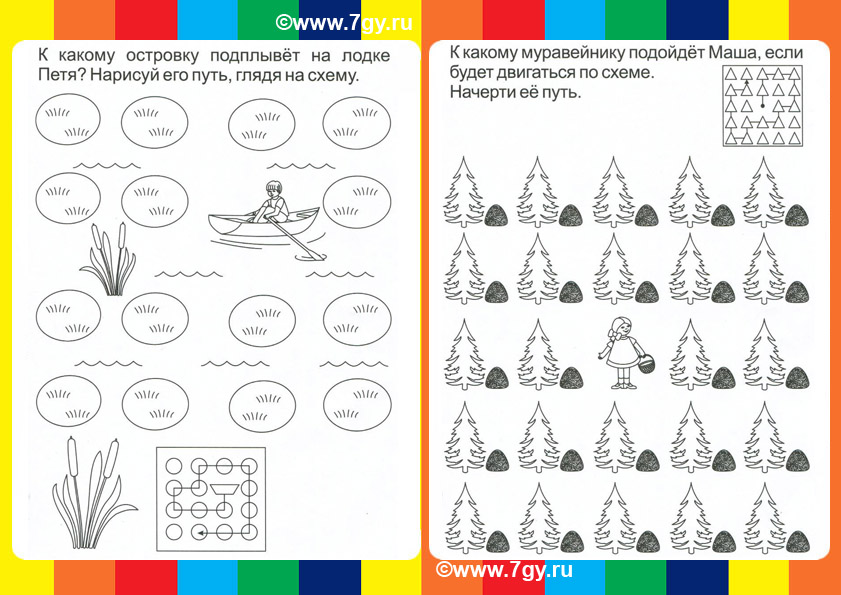 ©www.7gy.ru
К какому островку подплывёт на лодке
Петя? Нарисуй его путь, глядя на схему.
К какому муравейнику подойдёт Маша, если
будет двигаться по схеме.
Начерти её путь.
©www.7gy.ru